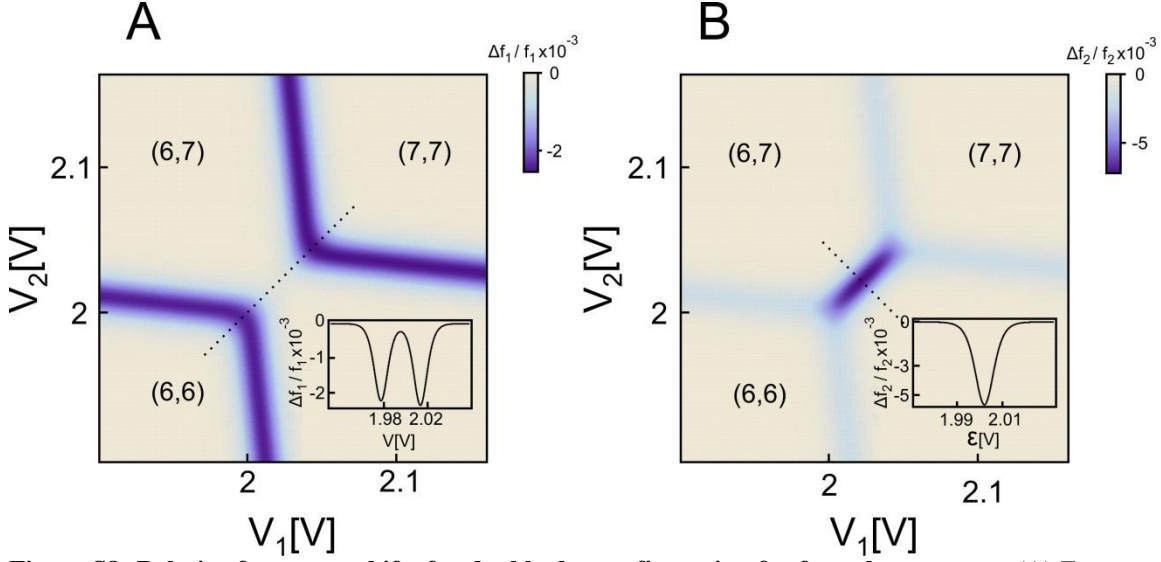 A
B
Δf₁ / f₁ x10⁻³
0
-2
Δf₂ / f₂ x10⁻³
0
-5
(6,7)
(7,7)
(6,6)
V₂[V]
2.1
2
2
2.1
V₁[V]
0
-1
-2
Δf₁ / f₁ x10⁻³
1.98
2.02
V[V]
(6,7)
(7,7)
(6,6)
V₂[V]
2.1
2
2
2.1
V₁[V]
0
-3
-5
Δf₂ / f₂ x10⁻³
1.99
2.01
ε[V]